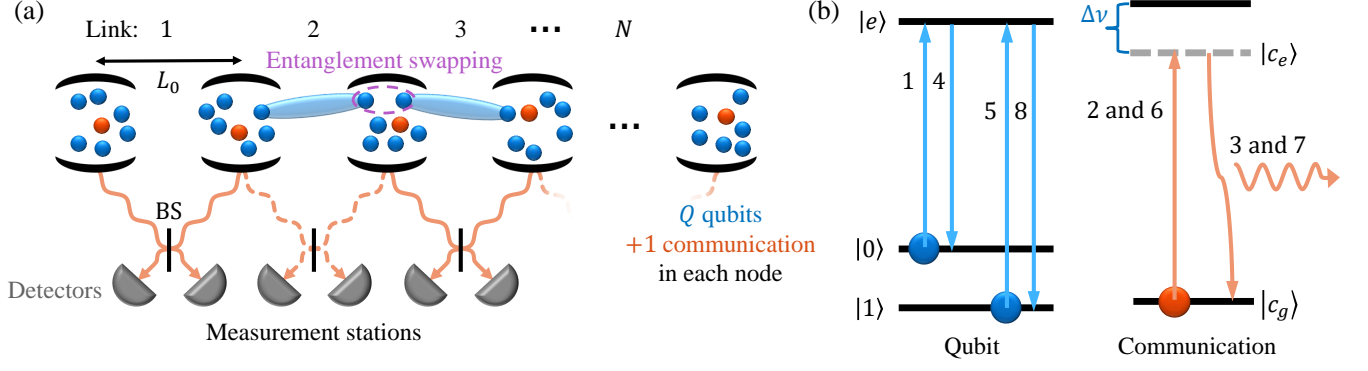 (a)
Link: 1 2 3 ... N
L₀
Entanglement swapping
...
BS
Q qubits
+1 communication
in each node
Detectors
Measurement stations
(b)
|e⟩
1 4
5 8
|0⟩
|1⟩
Qubit
Δν
|cₑ⟩
2 and 6
3 and 7
|c_g⟩
Communication